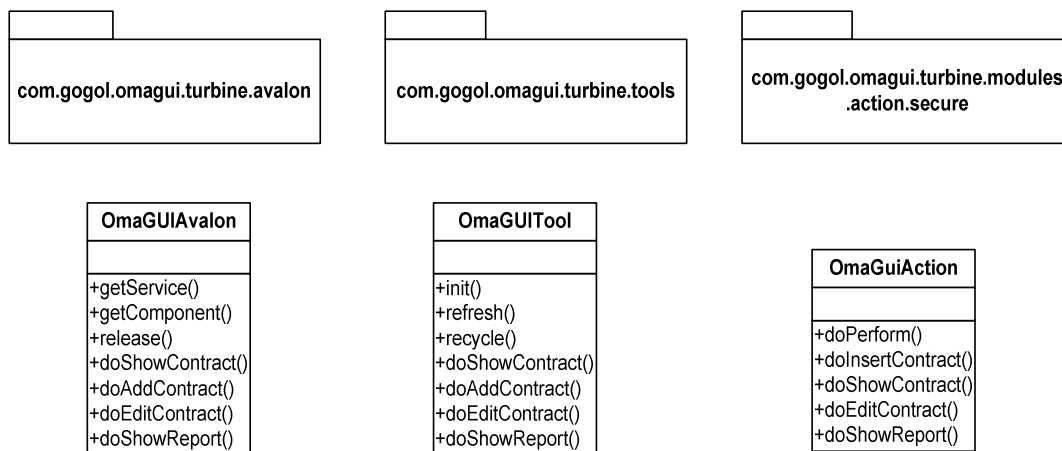 com.gogol.omagui.turbine.avalon
com.gogol.omagui.turbine.tools
com.gogol.omagui.turbine.modules
.action.secure
OmaGUIAvalon
+getService()
+getComponent()
+release()
+doShowContract()
+doAddContract()
+doEditContract()
+doShowReport()
OmaGUITool
+init()
+refresh()
+recycle()
+doShowContract()
+doAddContract()
+doEditContract()
+doShowReport()
OmaGuiAction
+doPerform()
+doInsertContract()
+doShowContract()
+doEditContract()
+doShowReport()